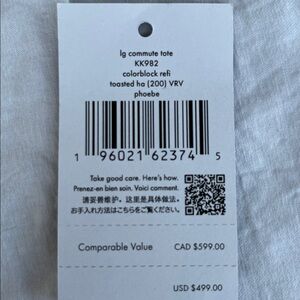 lg commute tote
KK982
colorblock refi
toasted ha (200) VRV
phoebe
1 96021 62374 5
Take good care. Here's how.
Prenez-en bien soin. Voici comment.
请妥善维护。这里是具体做法。
お手入れ方法はこちらをご覧ください。
Comparable Value CAD $599.00
USD $499.00